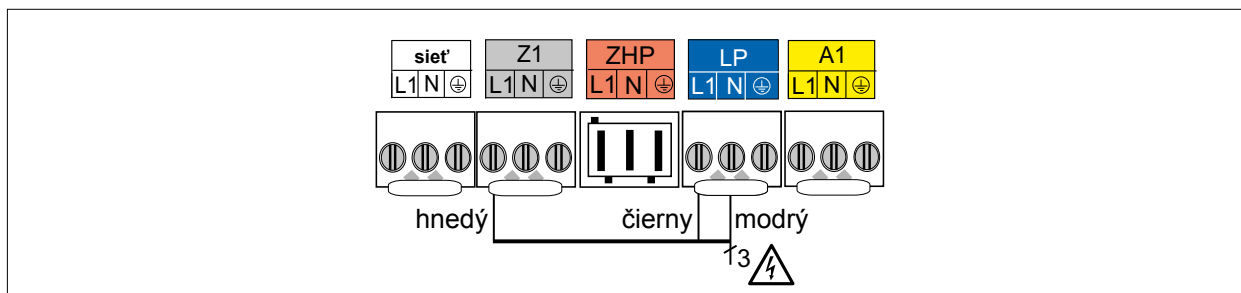 sieť Z1 ZHP LP A1
L1 N L1 N L1 N L1 N L1 N
hnedý čierny modrý
3